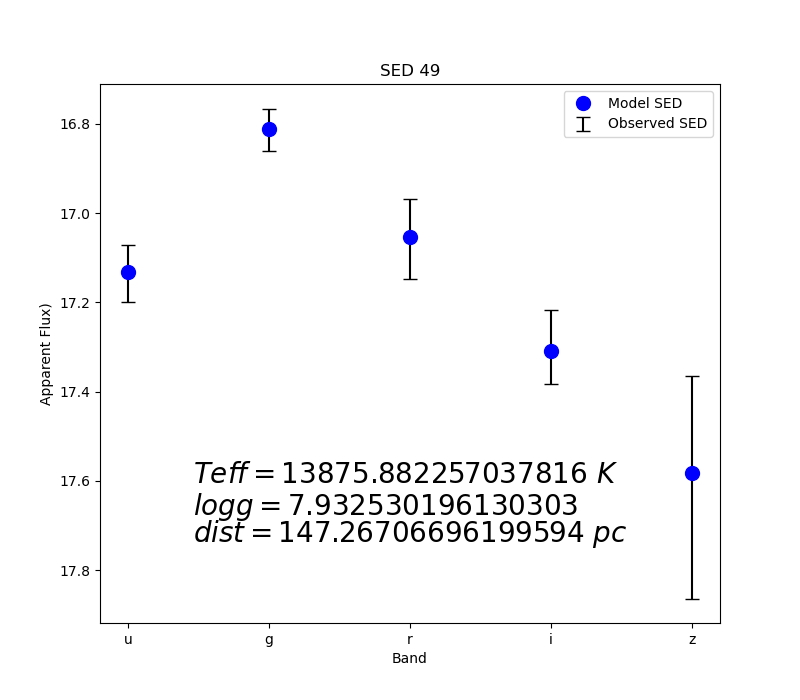 SED 49
Model SED
Observed SED
16.8
17.0
17.2
17.4
17.6
17.8
Apparent Flux)
Teff = 13875.882257037816 K
logg = 7.932530196130303
dist = 147.26706696199594 pc
u g r i z
Band